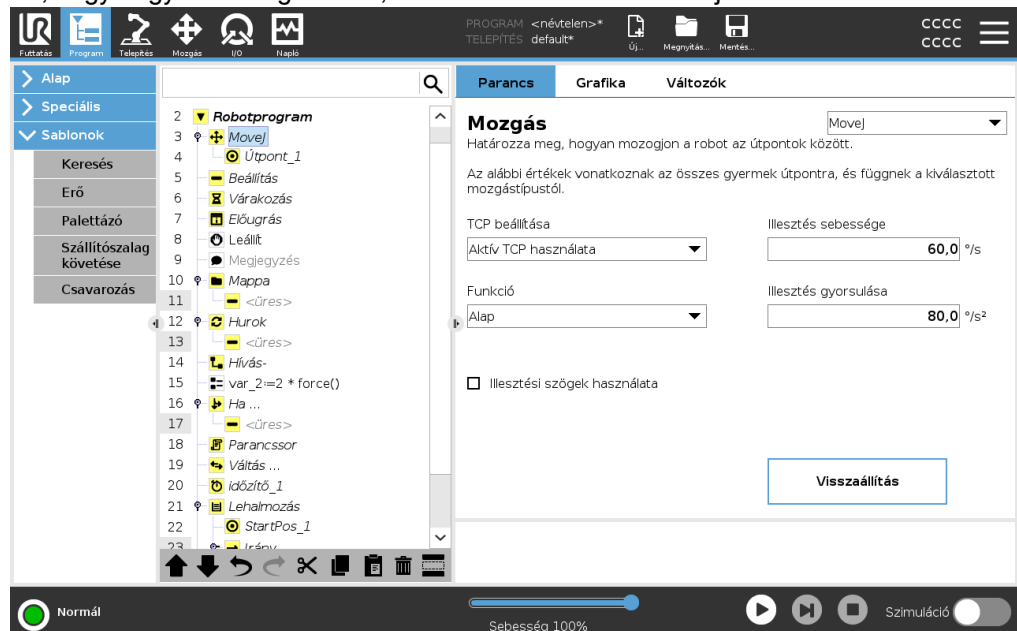 UR
Futtatás
Program
Telepítés
Mozgás
I/O
Napló
PROGRAM <névtelen>*
TELEPÍTÉS default*
Új...
Megnyitás...
Mentés...
CCCC
CCCC
Alap
Speciális
Sablonok
Keresés
Erő
Palettázó
Szállítószalag
követése
Csavarozás
2 Robotprogram
3 MoveJ
4 Útpont_1
5 Beállítás
6 Várakozás
7 Előugrás
8 Leállít
9 Megjegyzés
10 Mappa
11 <üres>
12 Hurok
13 <üres>
14 Hívás-
15 var_2≔2 * force()
16 Ha ...
17 <üres>
18 Parancssor
19 Váltás ...
20 időzítő_1
21 Lehalmozás
22 StartPos_1
23 Irány
Parancs
Grafika
Változók
Mozgás
MoveJ
Határozza meg, hogyan mozogjon a robot az útpontok között.
Az alábbi értékek vonatkoznak az összes gyermek útpontra, és függnek a kiválasztott
mozgástípustól.
TCP beállítása
Illesztés sebessége
Aktív TCP használata
60,0 °/s
Funkció
Illesztés gyorsulása
Alap
80,0 °/s²
Illesztési szögek használata
Visszaállítás
Normál
Sebesség 100%
Szimuláció